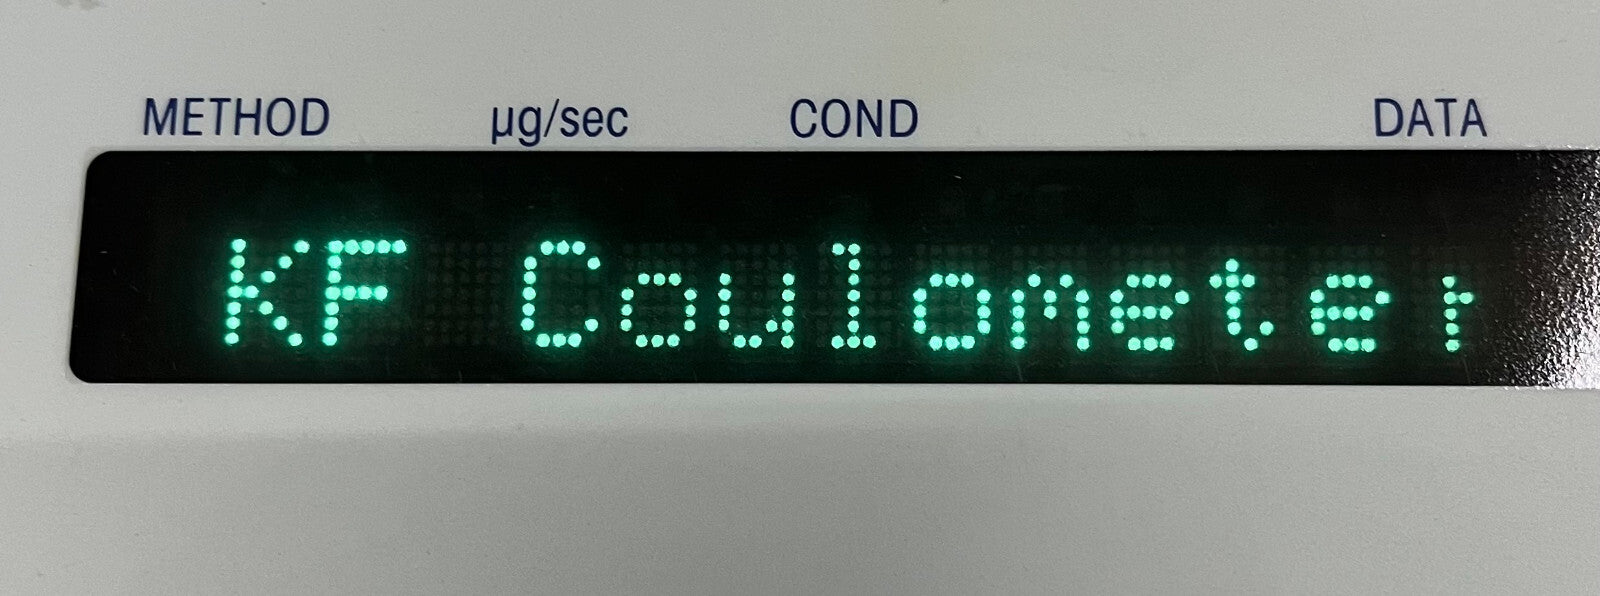 METHOD µg/sec COND DATA
KF Coulometer